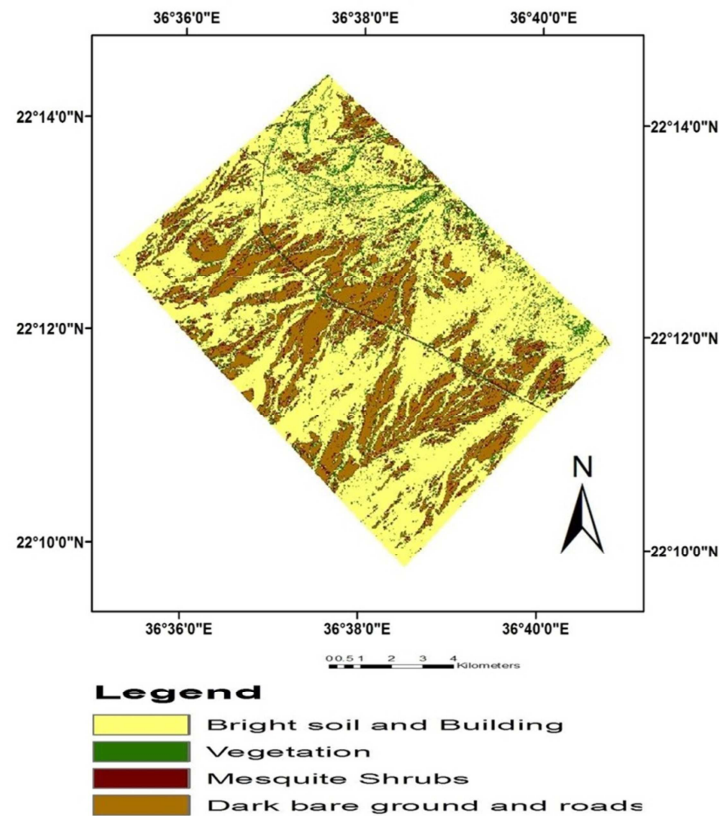 36°36'0"E 36°38'0"E 36°40'0"E
22°14'0"N 22°14'0"N
22°12'0"N 22°12'0"N
N
22°10'0"N 22°10'0"N
36°36'0"E 36°38'0"E 36°40'0"E
0 0.5 1 2 3 4
Kilometers
Legend
Bright soil and Building
Vegetation
Mesquite Shrubs
Dark bare ground and roads